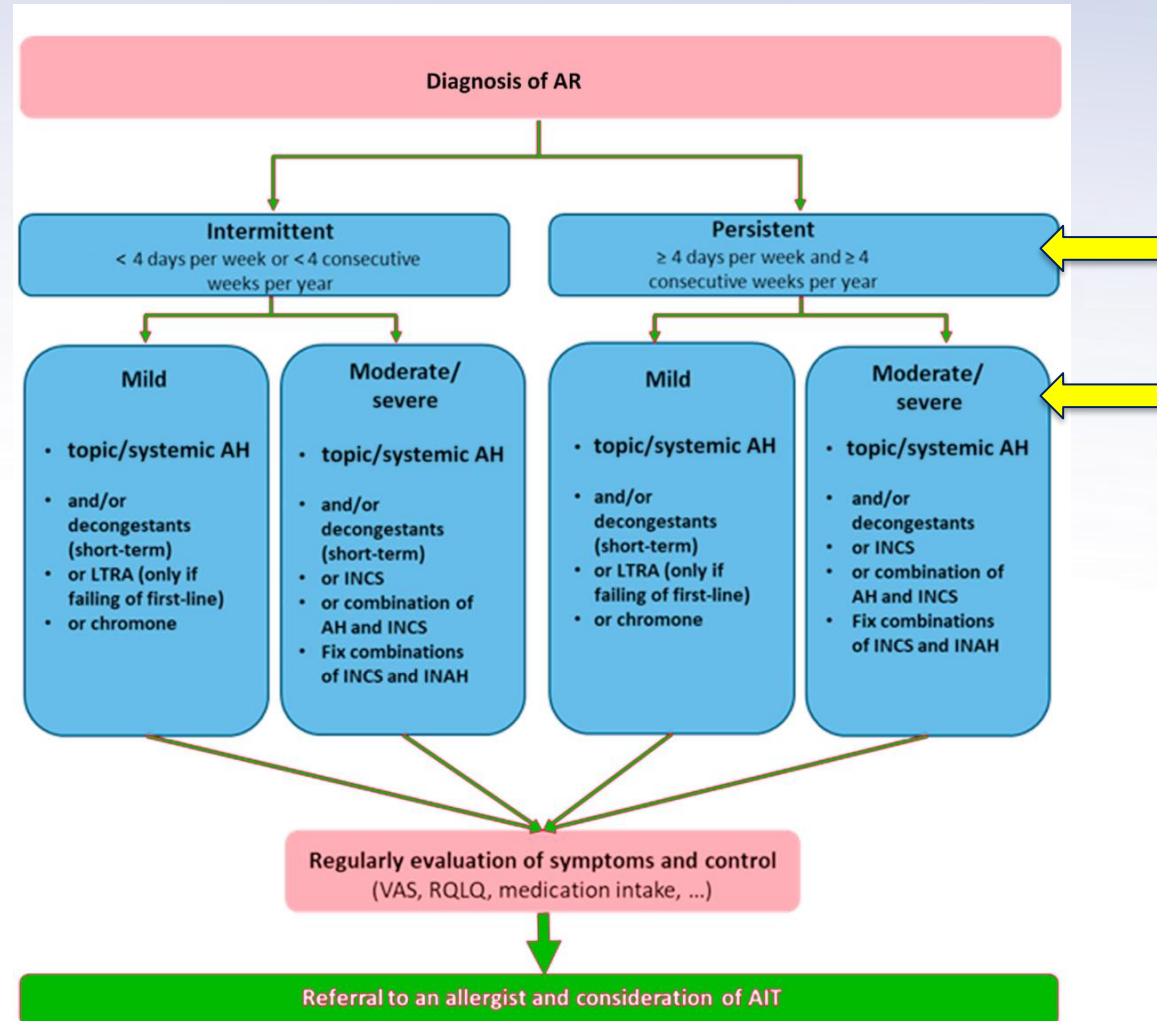 Diagnosis of AR
Intermittent
< 4 days per week or < 4 consecutive
weeks per year
Persistent
≥ 4 days per week and ≥ 4
consecutive weeks per year
Mild
• topic/systemic AH
• and/or
decongestants
(short-term)
• or LTRA (only if
failing of first-line)
• or chromone
Moderate/
severe
• topic/systemic AH
• and/or
decongestants
(short-term)
• or INCS
• or combination of
AH and INCS
• Fix combinations
of INCS and INAH
Mild
• topic/systemic AH
• and/or
decongestants
(short-term)
• or LTRA (only if
failing of first-line)
• or chromone
Moderate/
severe
• topic/systemic AH
• and/or
decongestants
• or INCS
• or combination of
AH and INCS
• Fix combinations
of INCS and INAH
Regularly evaluation of symptoms and control
(VAS, RQLQ, medication intake, ...)
Referral to an allergist and consideration of AIT